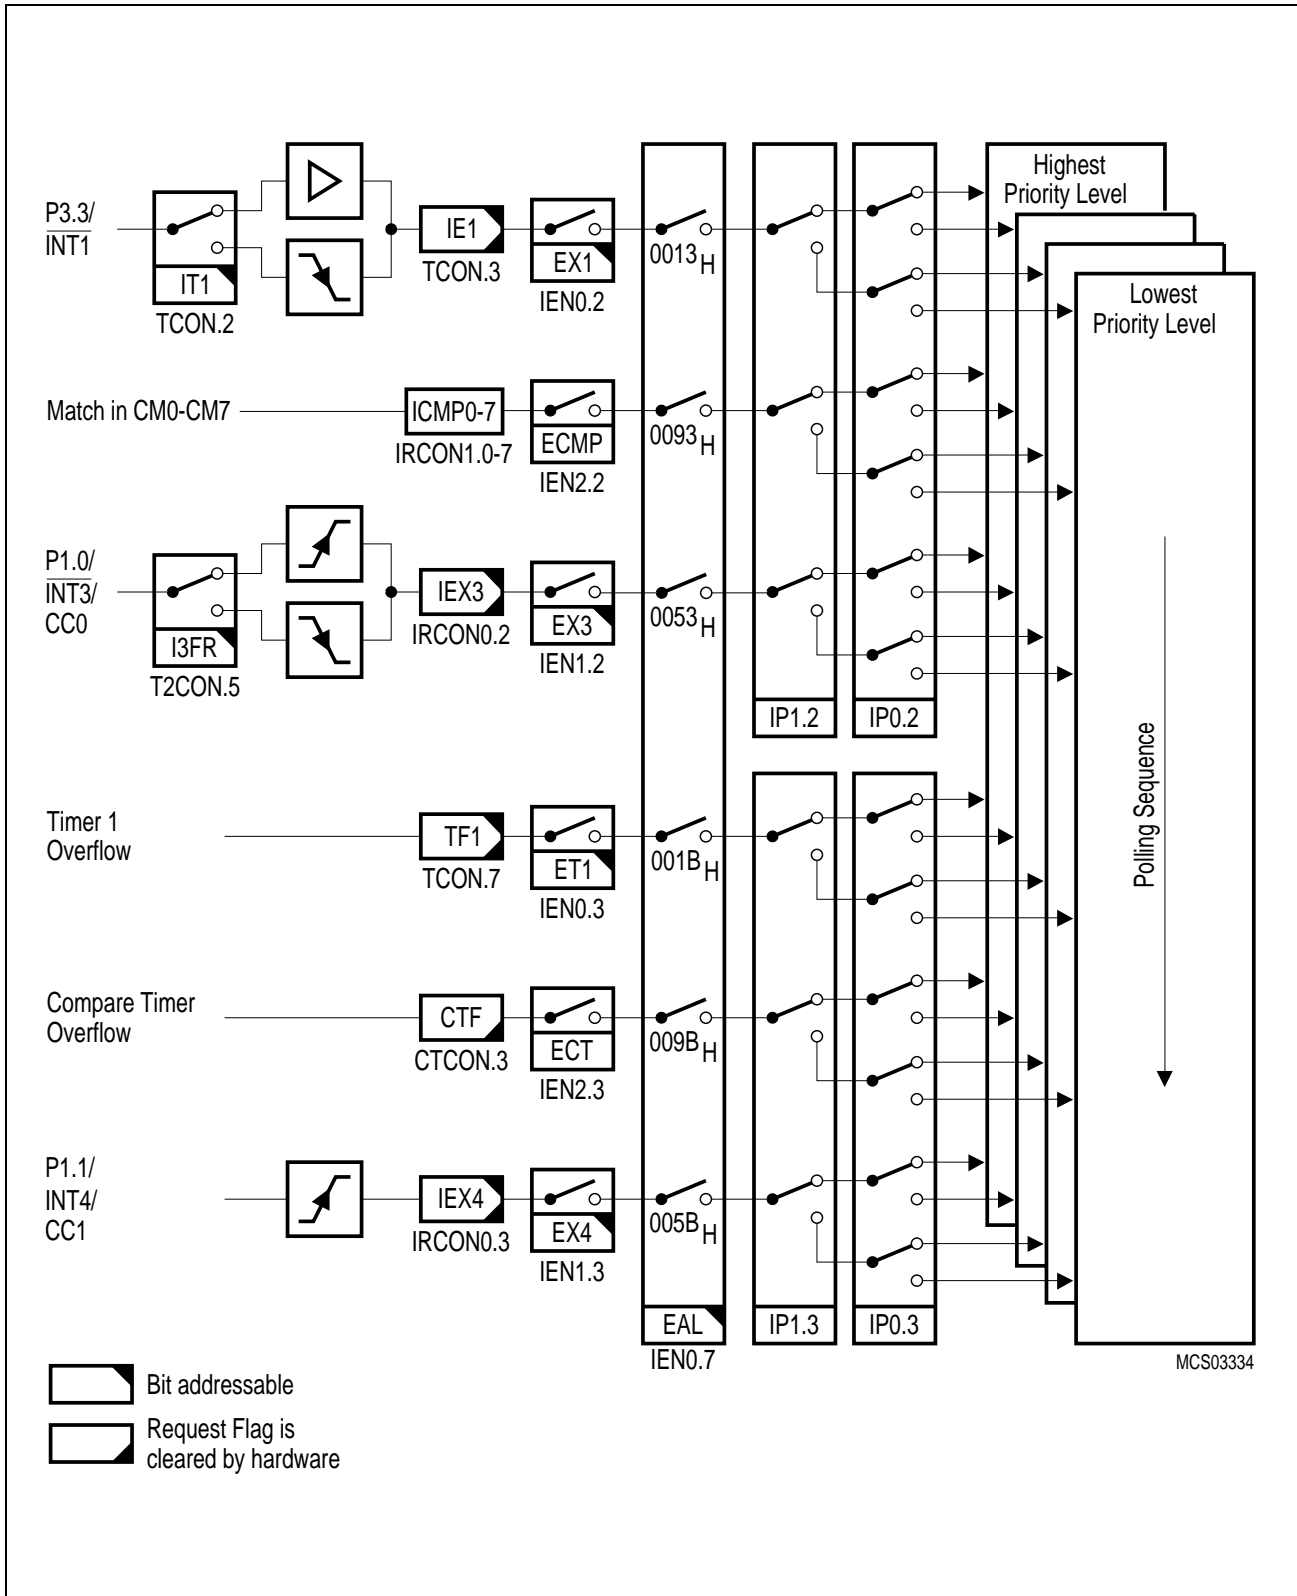 Highest
Priority Level
Lowest
Priority Level
P3.3/
INT1
IT1
TCON.2
IE1
TCON.3
EX1
IEN0.2
0013H
Match in CM0-CM7
ICMP0-7
IRCON1.0-7
ECMP
IEN2.2
0093H
P1.0/
INT3/
CC0
I3FR
T2CON.5
IEX3
IRCON0.2
EX3
IEN1.2
0053H
IP1.2
IP0.2
Timer 1
Overflow
TF1
TCON.7
ET1
IEN0.3
001BH
Compare Timer
Overflow
CTF
CTCON.3
ECT
IEN2.3
009BH
P1.1/
INT4/
CC1
IEX4
IRCON0.3
EX4
IEN1.3
005BH
EAL
IEN0.7
IP1.3
IP0.3
Polling Sequence
MCS03334
Bit addressable
Request Flag is
cleared by hardware